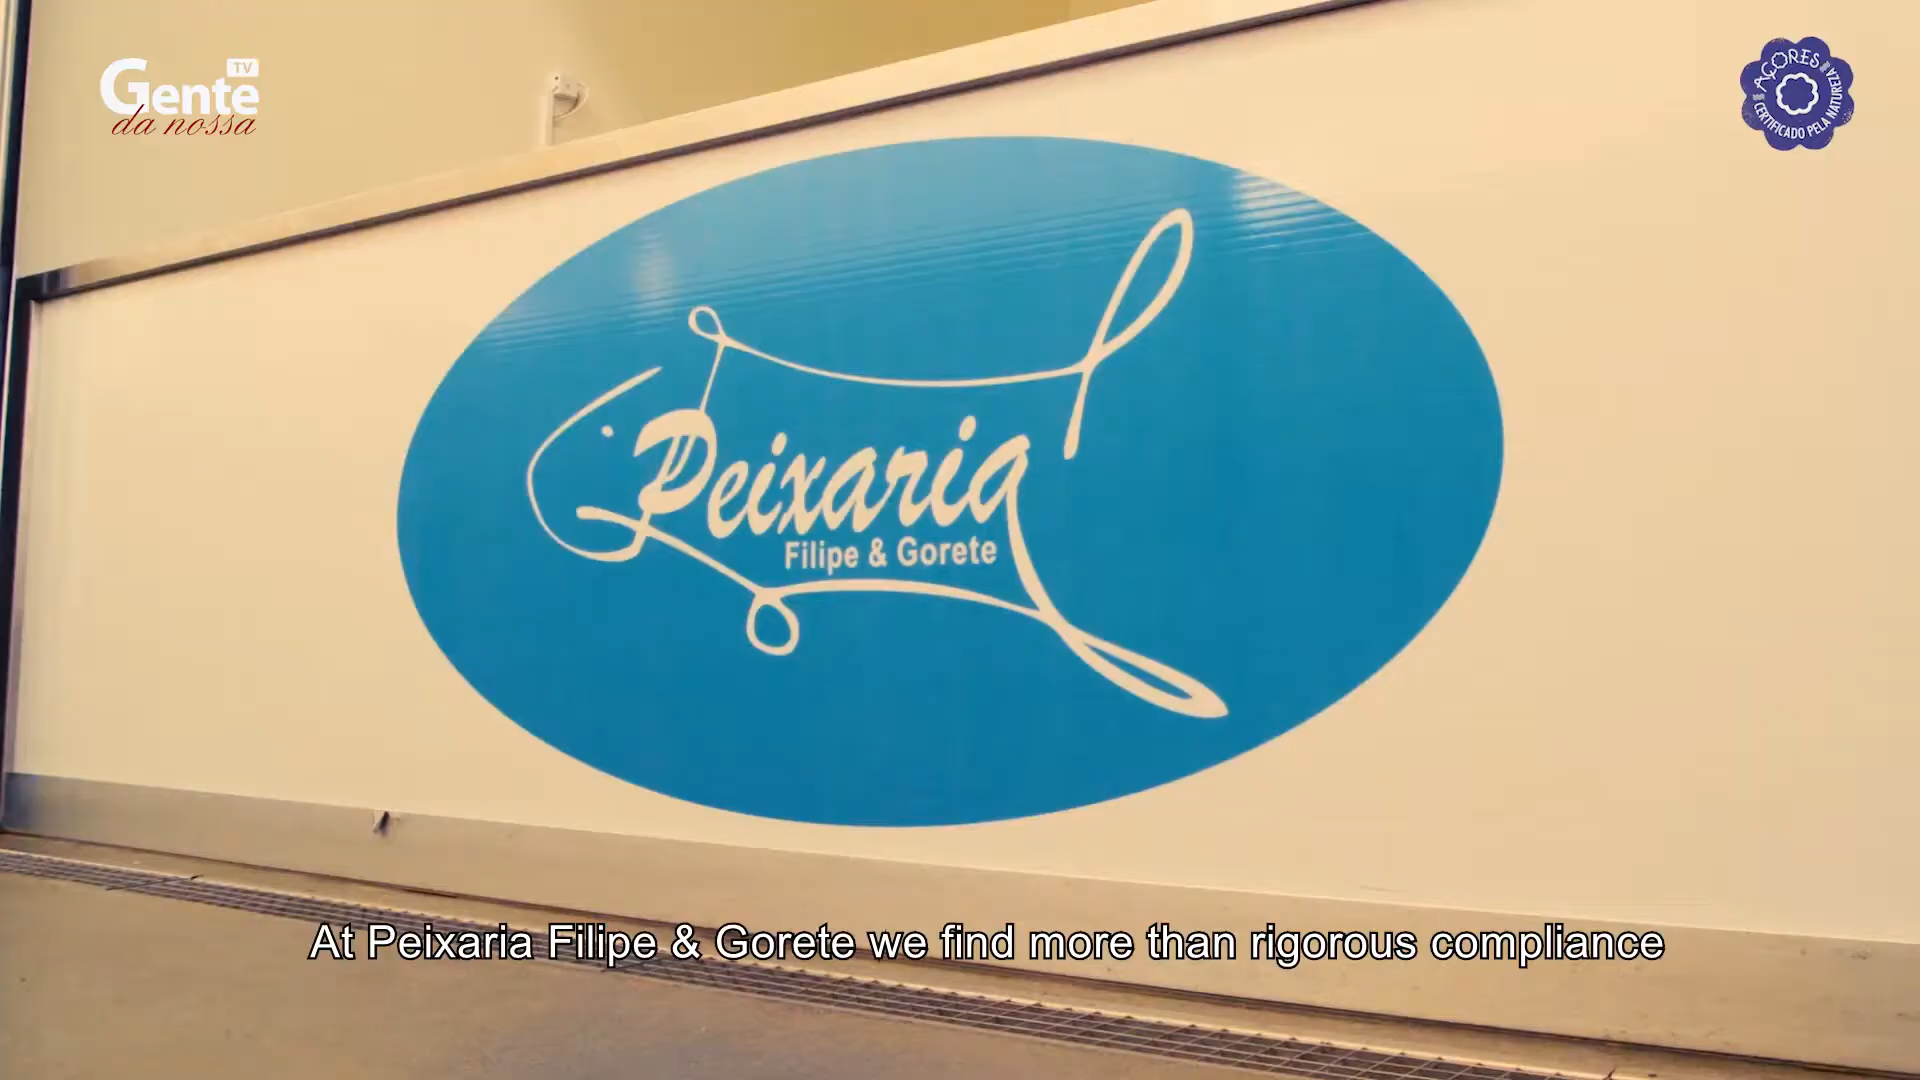 Gente TV
da nossa
AÇORES
CERTIFICADO PELA NATUREZA
Peixaria
Filipe & Gorete
At Peixaria Filipe & Gorete we find more than rigorous compliance